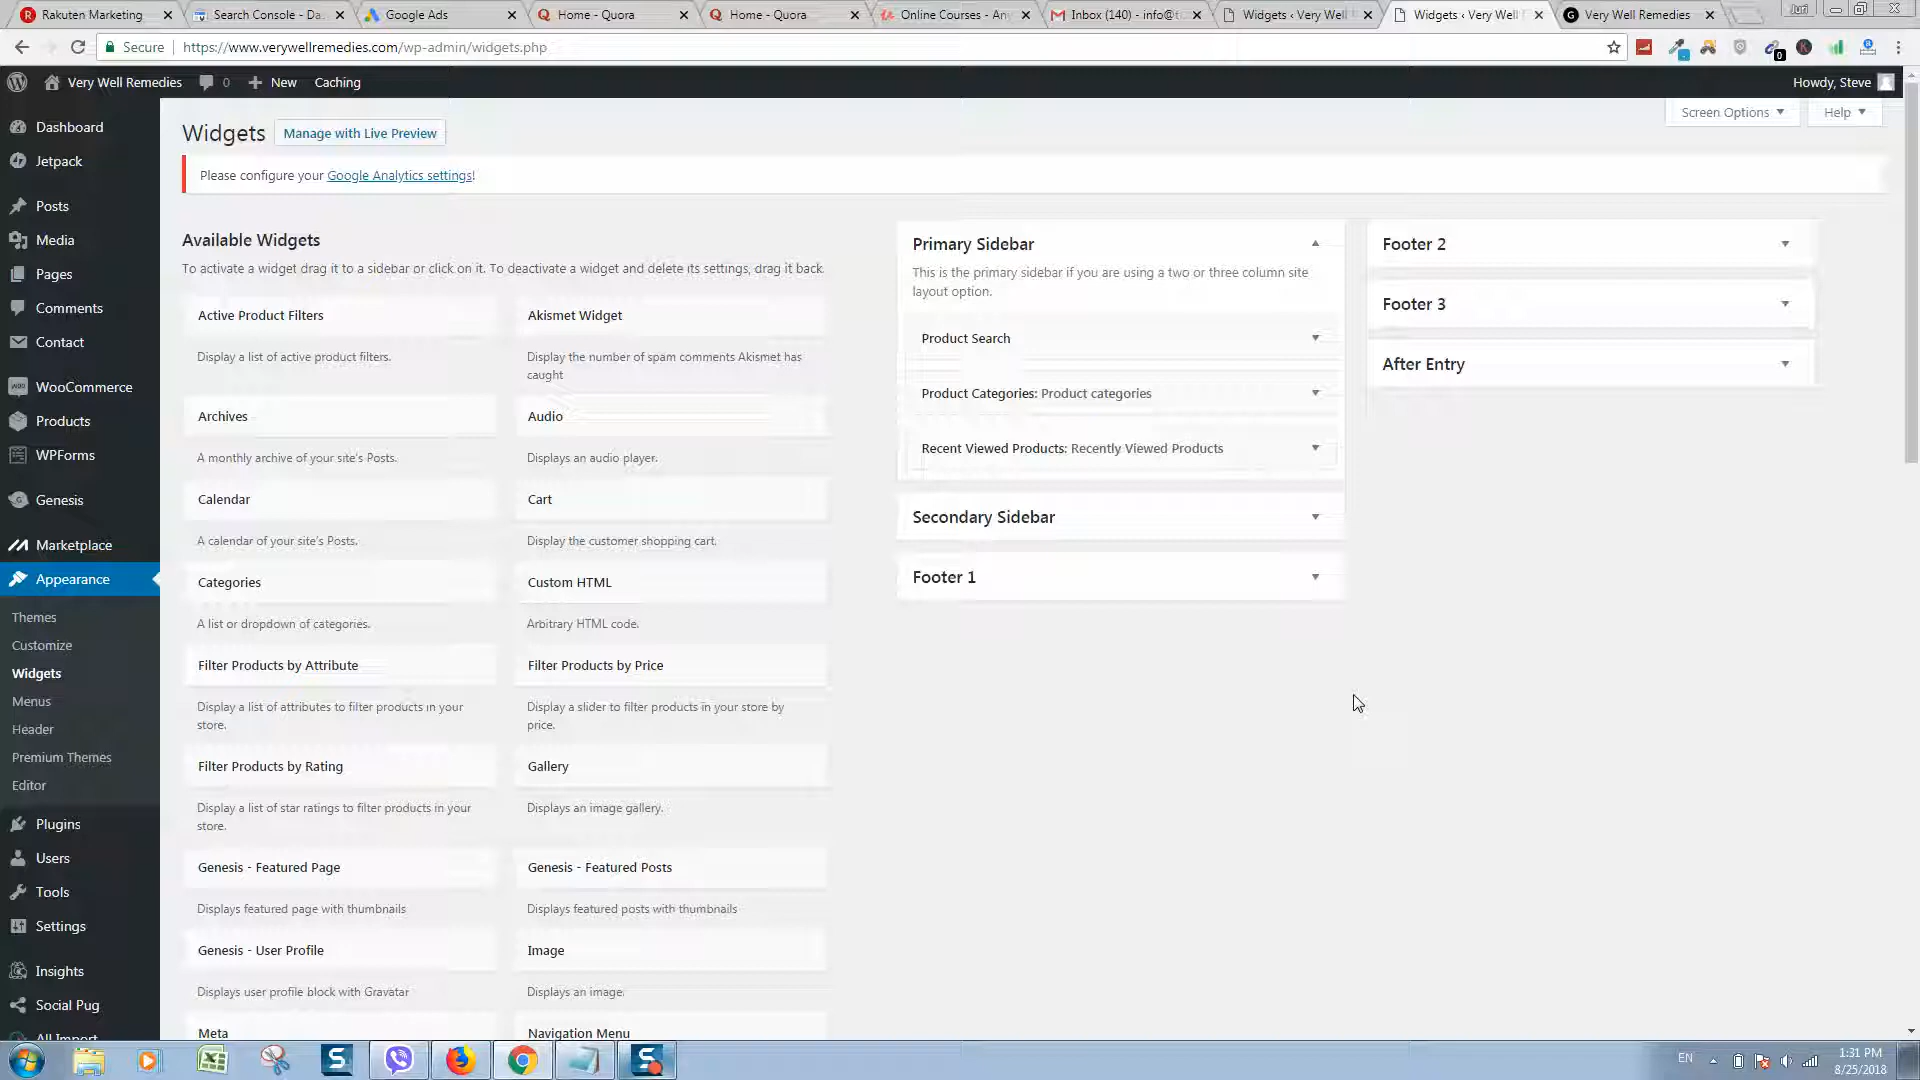 Rakuten Marketing
Search Console - Da
Google Ads
Home - Quora
Home - Quora
Online Courses - An
Inbox (140) - info@t
Widgets ‹ Very Well
Widgets ‹ Very Well
Very Well Remedies
Juri
Secure
https://www.verywellremedies.com/wp-admin/widgets.php
0
Very Well Remedies
0
New
Caching
Howdy, Steve
Dashboard
Jetpack
Posts
Media
Pages
Comments
Contact
WooCommerce
Products
WPForms
Genesis
Marketplace
Appearance
Themes
Customize
Widgets
Menus
Header
Premium Themes
Editor
Plugins
Users
Tools
Settings
Insights
Social Pug
All Import
Widgets
Manage with Live Preview
Screen Options
Help
Please configure your Google Analytics settings!
Available Widgets
To activate a widget drag it to a sidebar or click on it. To deactivate a widget and delete its settings, drag it back.
Active Product Filters
Display a list of active product filters.
Akismet Widget
Display the number of spam comments Akismet has
caught
Archives
A monthly archive of your site's Posts.
Audio
Displays an audio player.
Calendar
A calendar of your site's Posts.
Cart
Display the customer shopping cart.
Categories
A list or dropdown of categories.
Custom HTML
Arbitrary HTML code.
Filter Products by Attribute
Display a list of attributes to filter products in your
store.
Filter Products by Price
Display a slider to filter products in your store by
price.
Filter Products by Rating
Display a list of star ratings to filter products in your
store.
Gallery
Displays an image gallery.
Genesis - Featured Page
Displays featured page with thumbnails
Genesis - Featured Posts
Displays featured posts with thumbnails
Genesis - User Profile
Displays user profile block with Gravatar
Image
Displays an image.
Meta
Navigation Menu
Primary Sidebar
This is the primary sidebar if you are using a two or three column site
layout option.
Product Search
Product Categories: Product categories
Recent Viewed Products: Recently Viewed Products
Secondary Sidebar
Footer 1
Footer 2
Footer 3
After Entry
EN
1:31 PM
8/25/2018